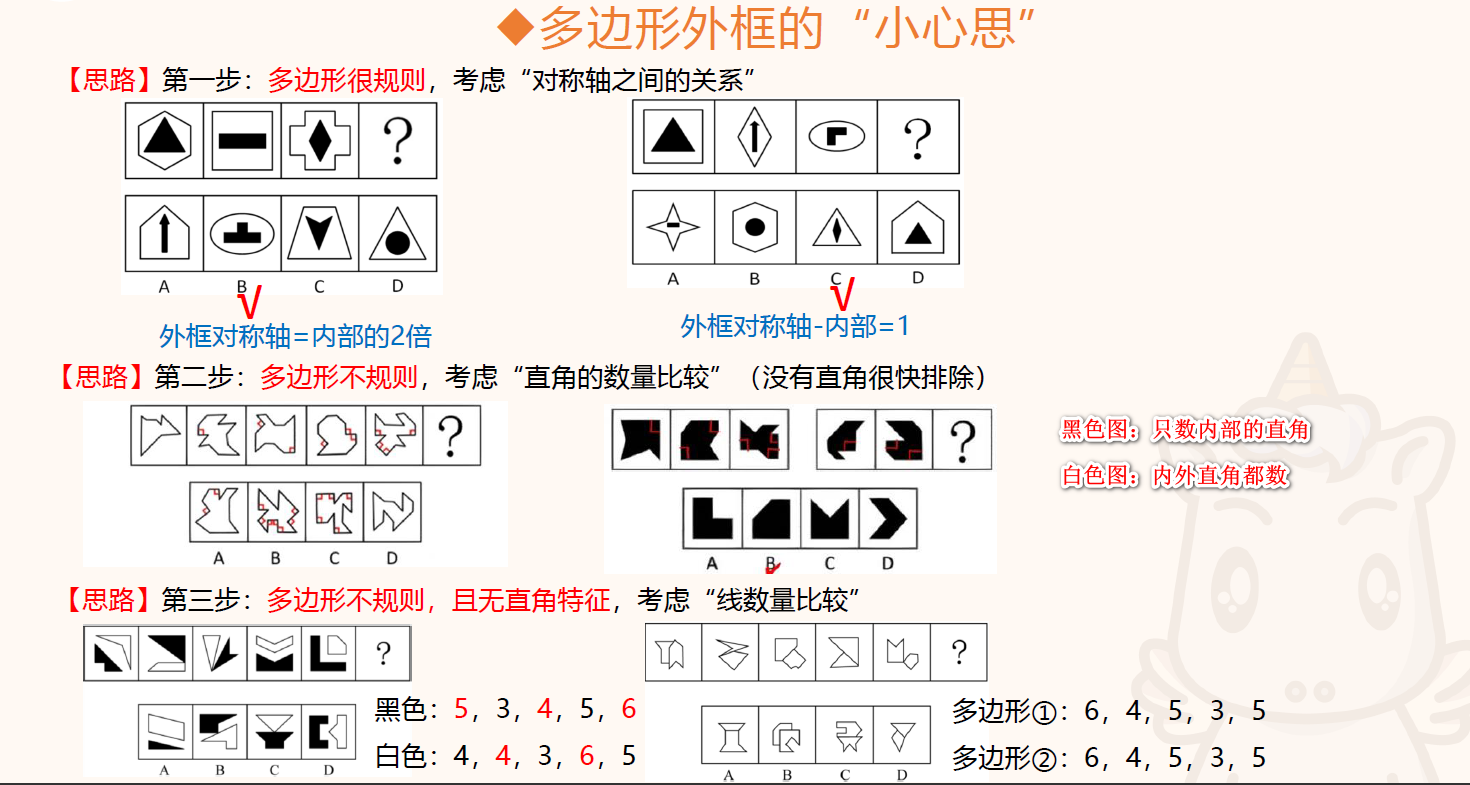 ◆多边形外框的“小心思”
【思路】第一步：多边形很规则，考虑“对称轴之间的关系”
?
?
A B C D
A B C D
√
√
外框对称轴=内部的2倍
外框对称轴-内部=1
【思路】第二步：多边形不规则，考虑“直角的数量比较”（没有直角很快排除）
?
?
黑色图：只数内部的直角
白色图：内外直角都数
A B C D
A B C D
【思路】第三步：多边形不规则，且无直角特征，考虑“线数量比较”
?
?
黑色：5，3，4，5，6
白色：4，4，3，6，5
多边形①：6，4，5，3，5
多边形②：6，4，5，3，5
A B C D
A B C D